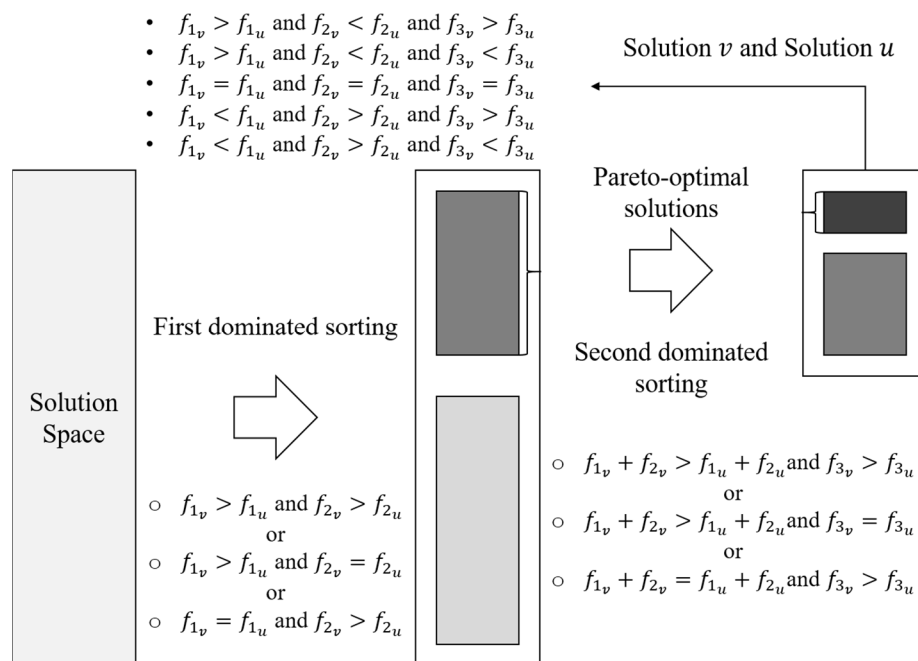 • f₁ᵥ > f₁ᵤ and f₂ᵥ < f₂ᵤ and f₃ᵥ > f₃ᵤ
• f₁ᵥ > f₁ᵤ and f₂ᵥ < f₂ᵤ and f₃ᵥ < f₃ᵤ
• f₁ᵥ = f₁ᵤ and f₂ᵥ = f₂ᵤ and f₃ᵥ = f₃ᵤ
• f₁ᵥ < f₁ᵤ and f₂ᵥ > f₂ᵤ and f₃ᵥ > f₃ᵤ
• f₁ᵥ < f₁ᵤ and f₂ᵥ > f₂ᵤ and f₃ᵥ < f₃ᵤ
Solution v and Solution u
Solution
Space
First dominated sorting
○ f₁ᵥ > f₁ᵤ and f₂ᵥ > f₂ᵤ
or
○ f₁ᵥ > f₁ᵤ and f₂ᵥ = f₂ᵤ
or
○ f₁ᵥ = f₁ᵤ and f₂ᵥ > f₂ᵤ
Pareto-optimal
solutions
Second dominated
sorting
○ f₁ᵥ + f₂ᵥ > f₁ᵤ + f₂ᵤ and f₃ᵥ > f₃ᵤ
or
○ f₁ᵥ + f₂ᵥ > f₁ᵤ + f₂ᵤ and f₃ᵥ = f₃ᵤ
or
○ f₁ᵥ + f₂ᵥ = f₁ᵤ + f₂ᵤ and f₃ᵥ > f₃ᵤ